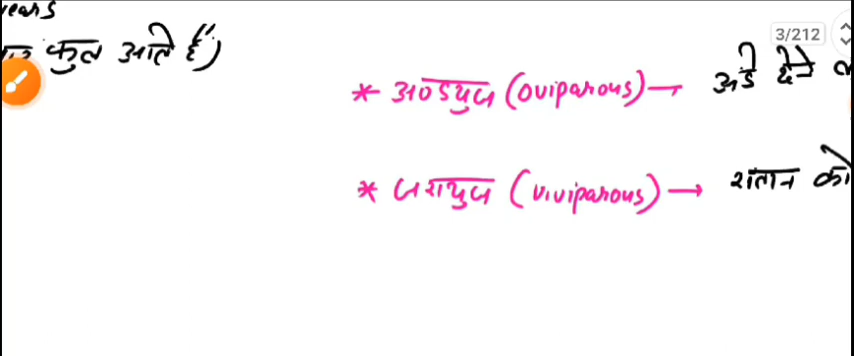 years
कुल आते हैं।
3/212
* अण्डयुज (oviparous) → अंडे देने
* जरायुज (viviparous) → संतान को